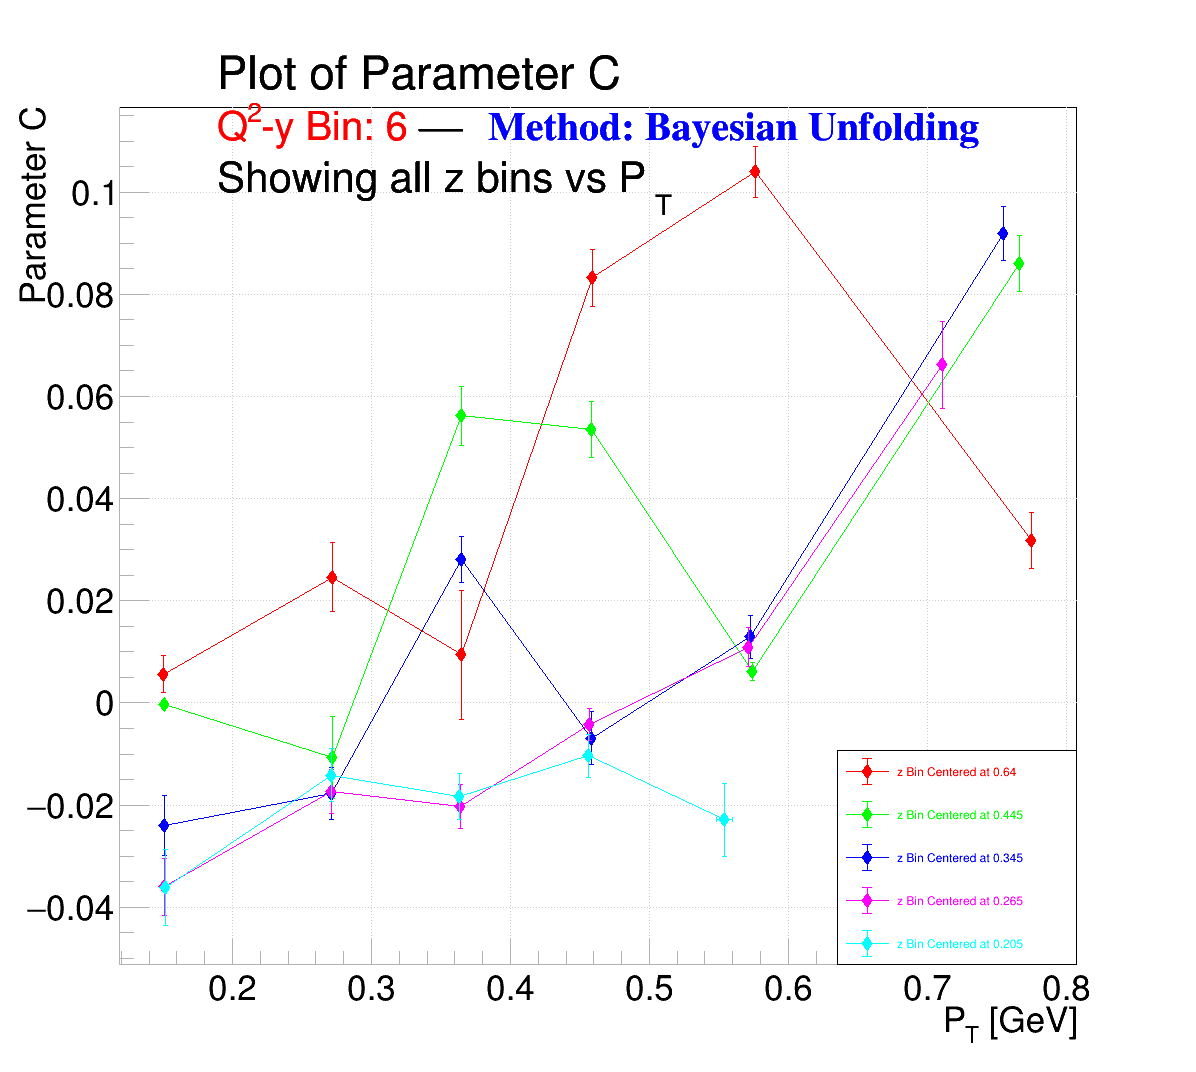 Plot of Parameter C
Q²-y Bin: 6 — Method: Bayesian Unfolding
Showing all z bins vs P_T
Parameter C
0.1
0.08
0.06
0.04
0.02
0
−0.02
−0.04
z Bin Centered at 0.64
z Bin Centered at 0.445
z Bin Centered at 0.345
z Bin Centered at 0.265
z Bin Centered at 0.205
0.2 0.3 0.4 0.5 0.6 0.7 0.8
P_T [GeV]